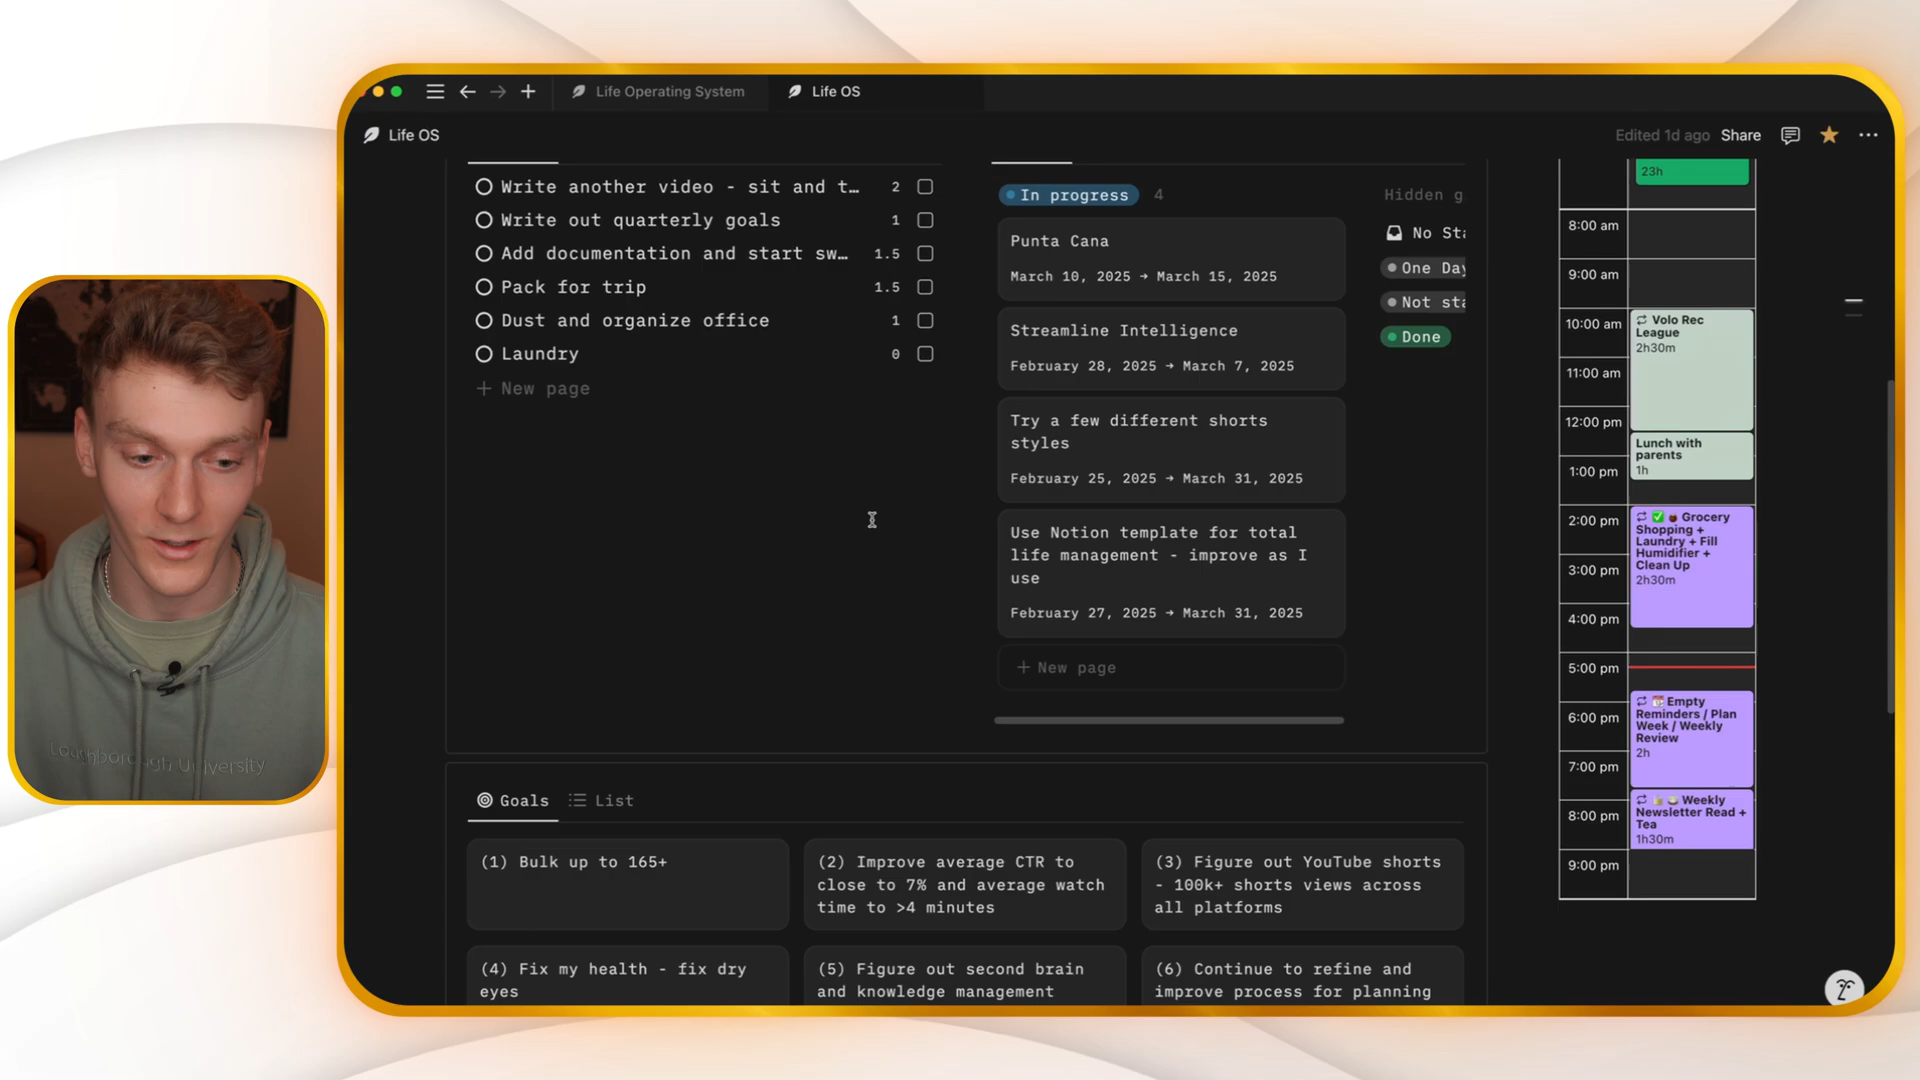 Life Operating System
Life OS
Life OS
Edited 1d ago
Share
Write another video - sit and t…
2
Write out quarterly goals
1
Add documentation and start sw…
1.5
Pack for trip
1.5
Dust and organize office
1
Laundry
0
New page
In progress
4
Punta Cana
March 10, 2025 → March 15, 2025
Streamline Intelligence
February 28, 2025 → March 7, 2025
Try a few different shorts
styles
February 25, 2025 → March 31, 2025
Use Notion template for total
life management - improve as I
use
February 27, 2025 → March 31, 2025
New page
Hidden g
No Sta
One Day
Not sta
Done
23h
8:00 am
9:00 am
10:00 am
11:00 am
12:00 pm
1:00 pm
2:00 pm
3:00 pm
4:00 pm
5:00 pm
6:00 pm
7:00 pm
8:00 pm
9:00 pm
Volo Rec
League
2h30m
Lunch with
parents
1h
Grocery
Shopping +
Laundry + Fill
Humidifier +
Clean Up
2h30m
Empty
Reminders / Plan
Week / Weekly
Review
2h
Weekly
Newsletter Read +
Tea
1h30m
Goals
List
(1) Bulk up to 165+
(2) Improve average CTR to
close to 7% and average watch
time to >4 minutes
(3) Figure out YouTube shorts
- 100k+ shorts views across
all platforms
(4) Fix my health - fix dry
eyes
(5) Figure out second brain
and knowledge management
(6) Continue to refine and
improve process for planning
Loughborough University